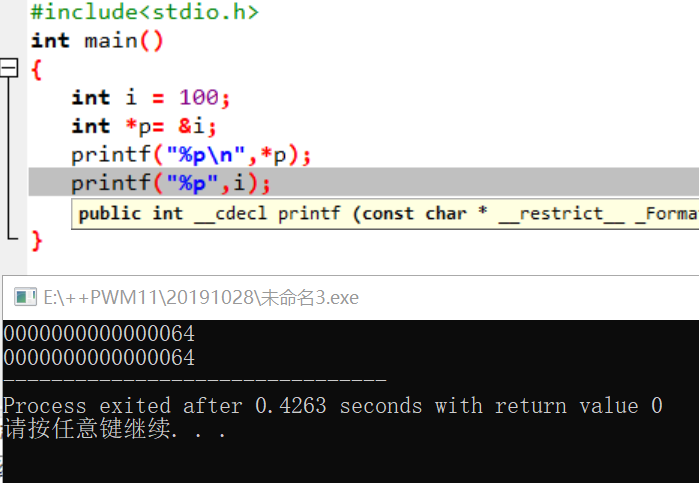 #include<stdio.h>
int main()
{
int i = 100;
int *p= &i;
printf("%p\n",*p);
printf("%p",i);
public int __cdecl printf (const char * __restrict__ _Forma
}
E:\++PWM11\20191028\未命名3.exe
0000000000000064
0000000000000064
--------------------------------
Process exited after 0.4263 seconds with return value 0
请按任意键继续. . .